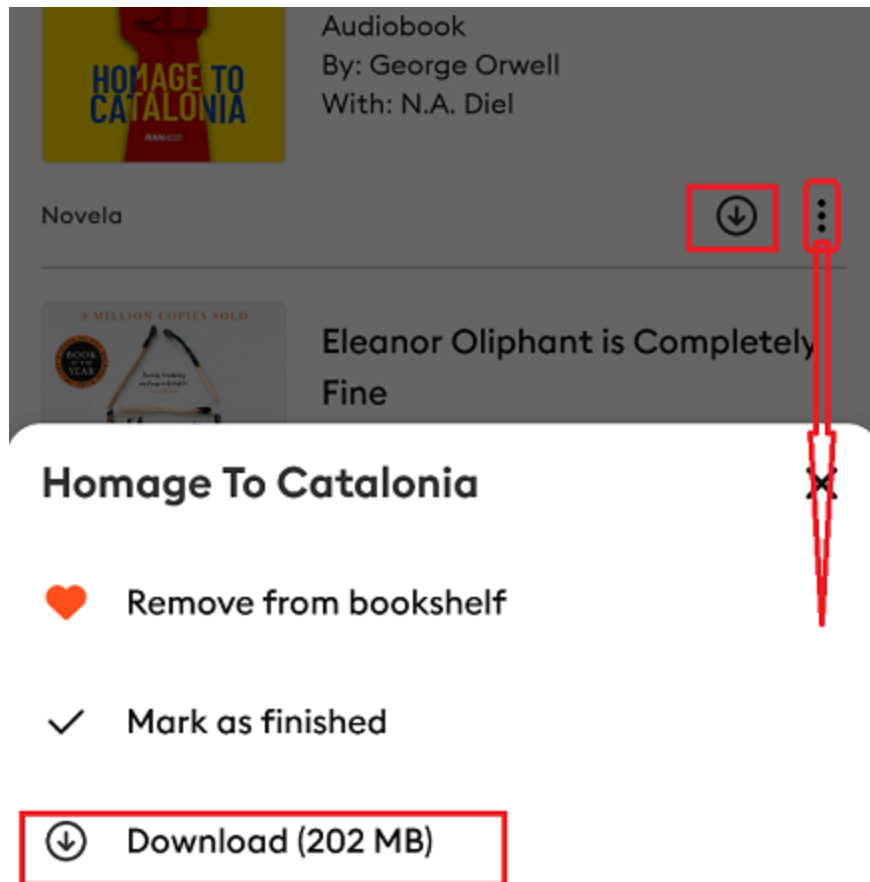 HOMAGE TO
CATALONIA
Audiobook
By: George Orwell
With: N.A. Diel
Novela
3 MILLION COPIES SOLD
BOOK
OF THE
YEAR
Eleanor Oliphant is Completely
Fine
Homage To Catalonia
Remove from bookshelf
Mark as finished
Download (202 MB)